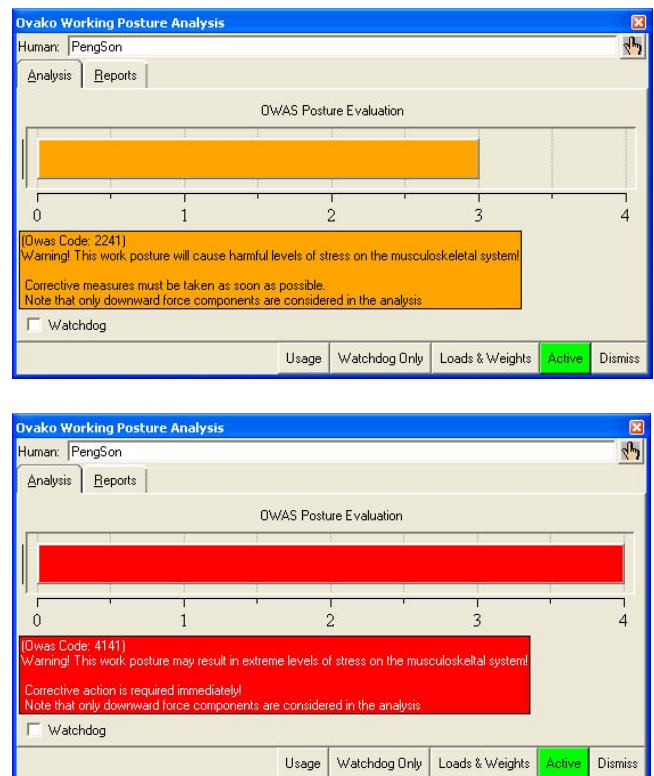 Ovako Working Posture Analysis
Human: PengSon
Analysis Reports
OWAS Posture Evaluation
0 1 2 3 4
(Owas Code: 2241)
Warning! This work posture will cause harmful levels of stress on the musculoskeletal system!
Corrective measures must be taken as soon as possible.
Note that only downward force components are considered in the analysis
Watchdog
Usage Watchdog Only Loads & Weights Active Dismiss
Ovako Working Posture Analysis
Human: PengSon
Analysis Reports
OWAS Posture Evaluation
0 1 2 3 4
(Owas Code: 4141)
Warning! This work posture may result in extreme levels of stress on the musculoskeltal system!
Corrective action is required immediately!
Note that only downward force components are considered in the analysis
Watchdog
Usage Watchdog Only Loads & Weights Active Dismiss